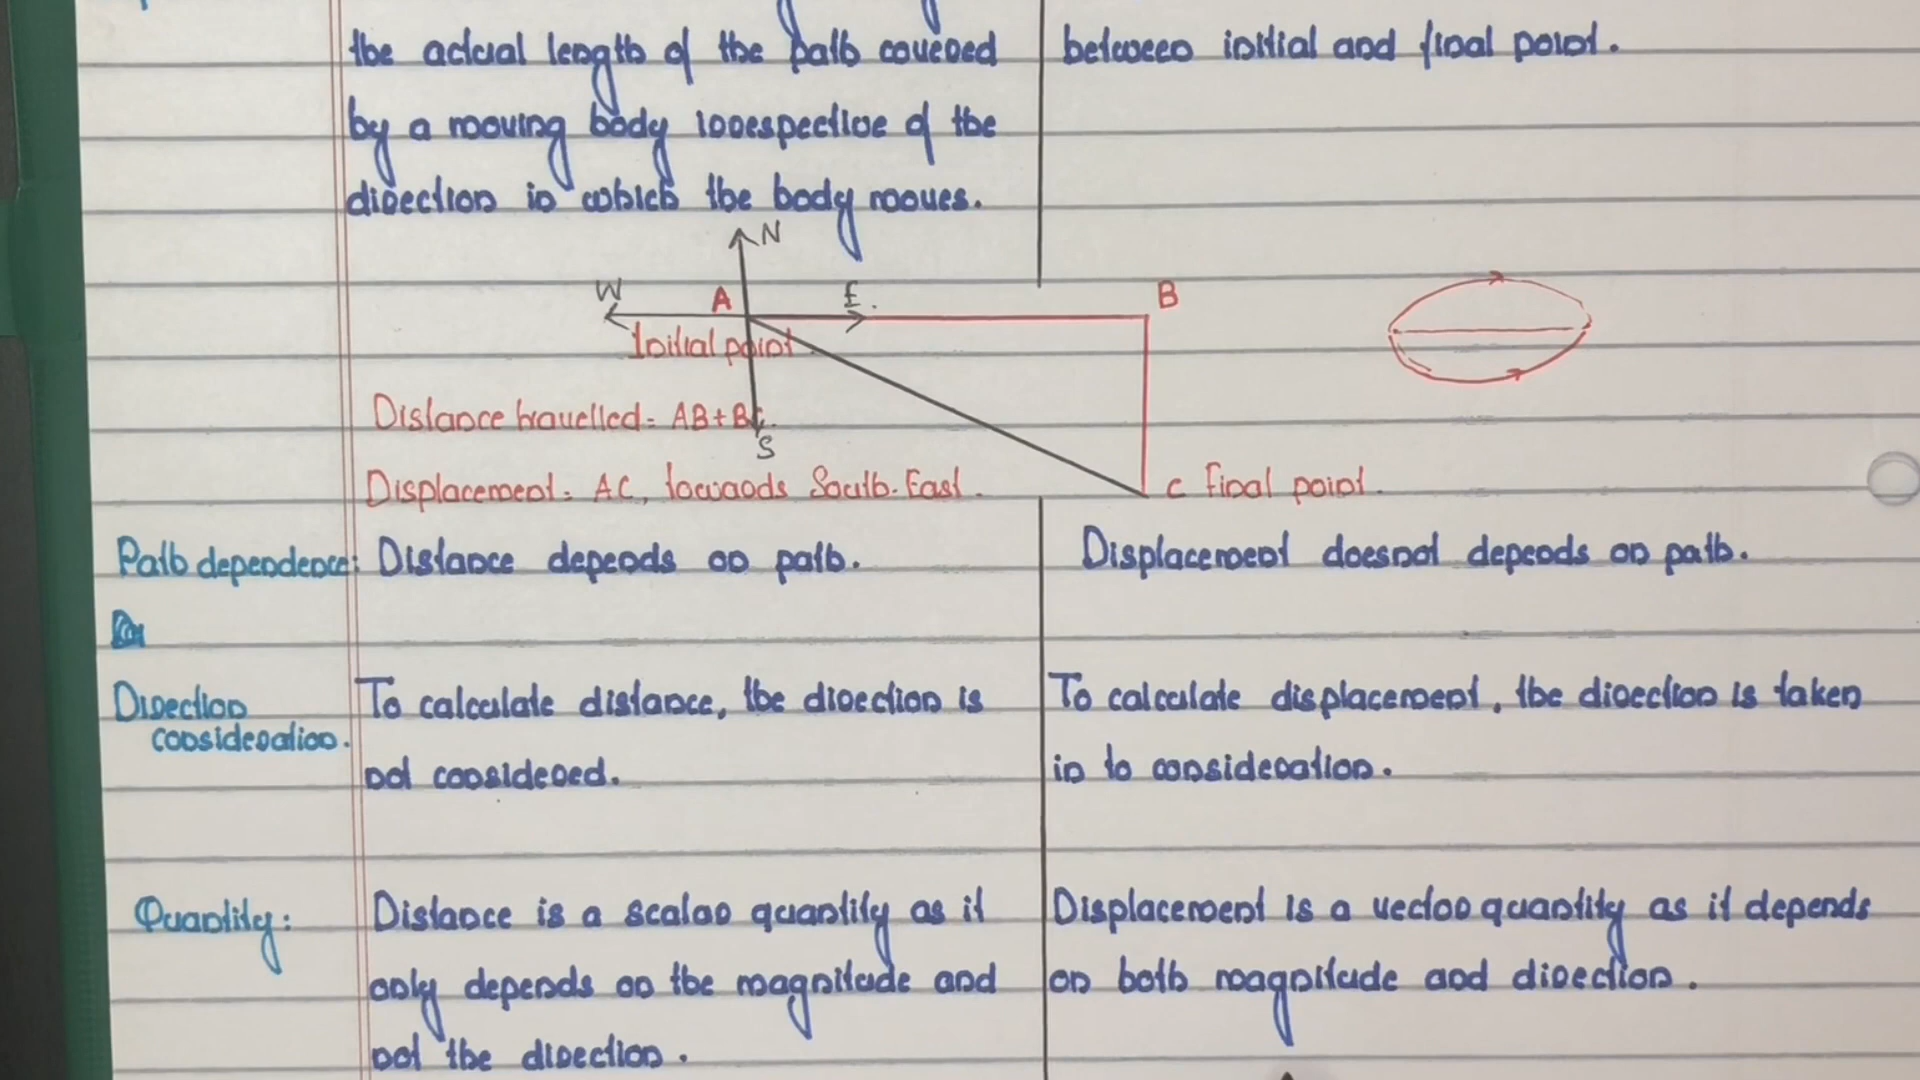 the actual length of the path covered
by a moving body irrespective of the
direction in which the body moves.
between initial and final point.
N
W
A
E.
B
Initial point
Distance travelled = AB+BC.
S
Displacement = AC, towards South-East.
C final point.
Path dependence:
Distance depends on path.
Displacement doesnot depends on path.
Direction
consideration.
To calculate distance, the direction is
not considered.
To calculate displacement, the direction is taken
in to consideration.
Quantity:
Distance is a scalar quantity as it
only depends on the magnitude and
not the direction.
Displacement is a vector quantity as it depends
on both magnitude and direction.